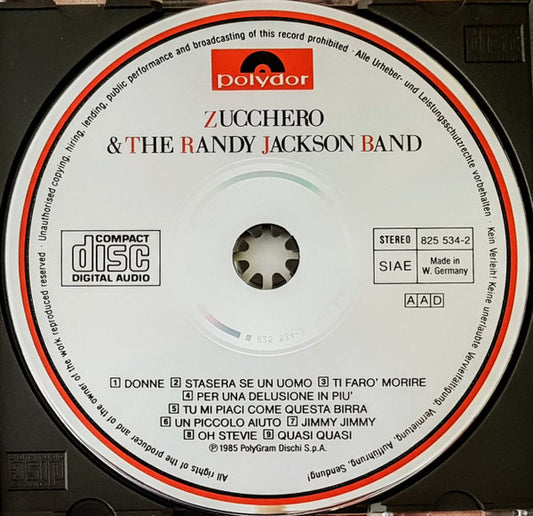 polydor
ZUCCHERO
& THE RANDY JACKSON BAND
COMPACT
disc
DIGITAL AUDIO
STEREO 825 534-2
SIAE Made in W. Germany
AAD
825 534-2
1 DONNE 2 STASERA SE UN UOMO 3 TI FARO' MORIRE
4 PER UNA DELUSIONE IN PIU'
5 TU MI PIACI COME QUESTA BIRRA
6 UN PICCOLO AIUTO 7 JIMMY JIMMY
8 OH STEVIE 9 QUASI QUASI
℗ 1985 PolyGram Dischi S.p.A.
All rights of the producer and of the owner of the work reproduced reserved · Unauthorised copying, hiring, lending, public performance and broadcasting of this record prohibited · Alle Urheber- und Leistungsschutzrechte vorbehalten · Kein Verleih! Keine unerlaubte Vervielfältigung, Vermietung, Aufführung, Sendung!